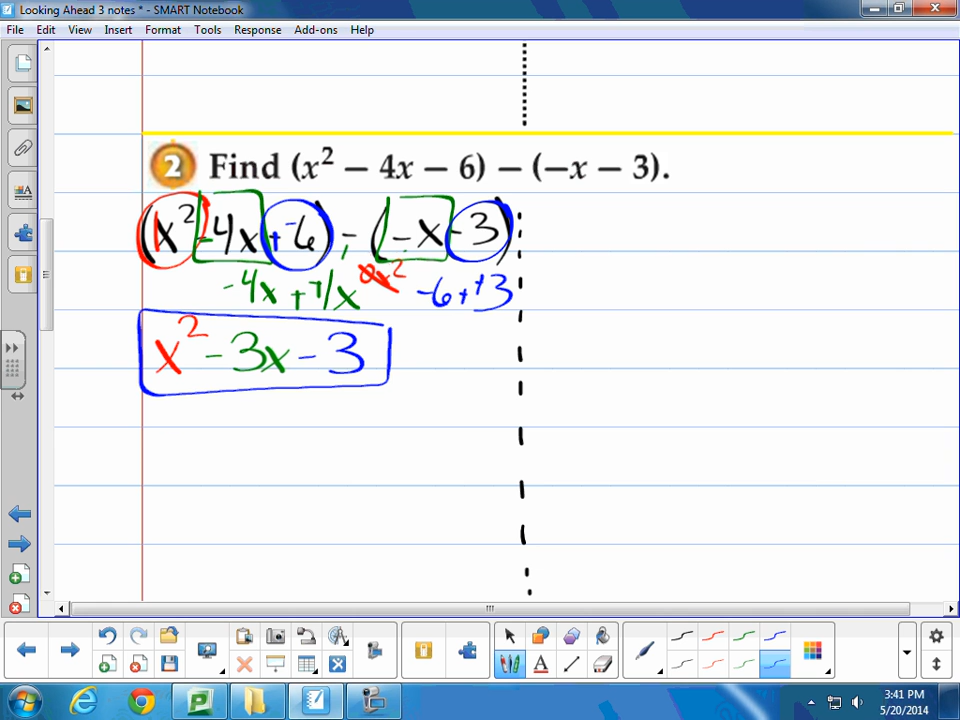 Looking Ahead 3 notes * - SMART Notebook
File Edit View Insert Format Tools Response Add-ons Help
2 Find (x² − 4x − 6) − (−x − 3).
(x² -4x +-6) - (-x -3)
-4x + +1x 0x² -6 + +3
x² - 3x - 3
3:41 PM
5/20/2014